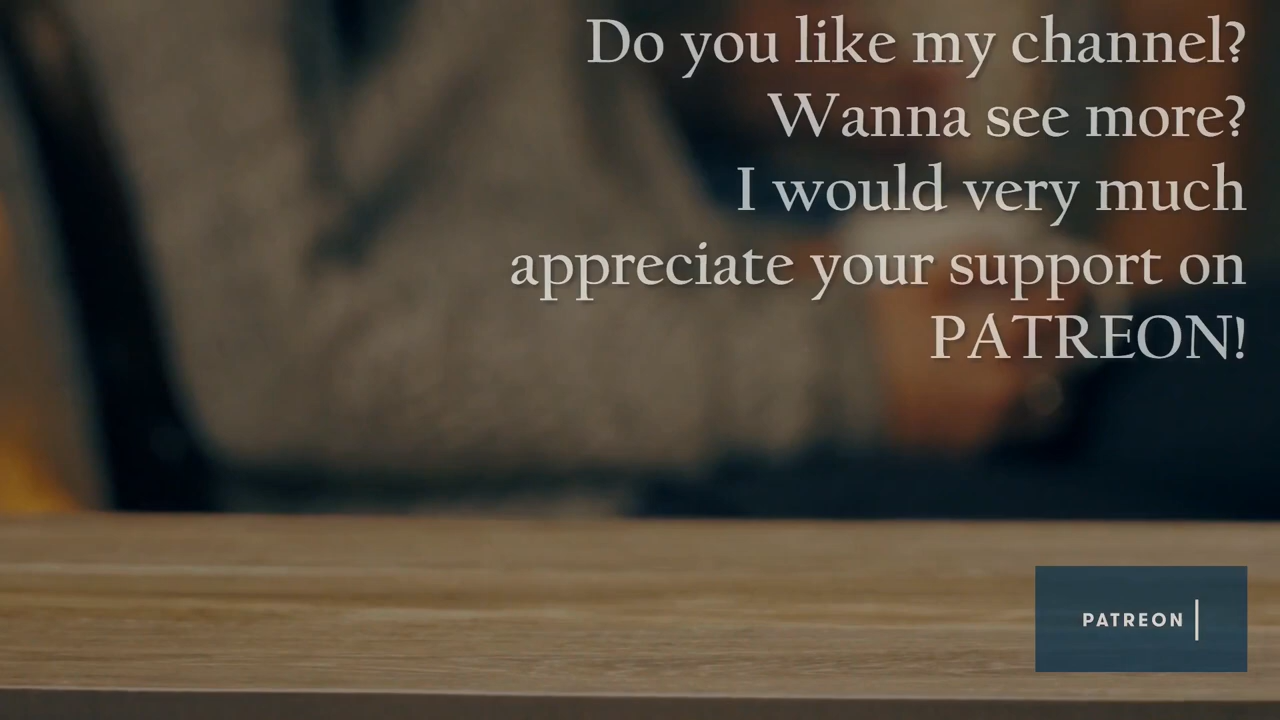 Do you like my channel?
Wanna see more?
I would very much
appreciate your support on
PATREON!
PATREON